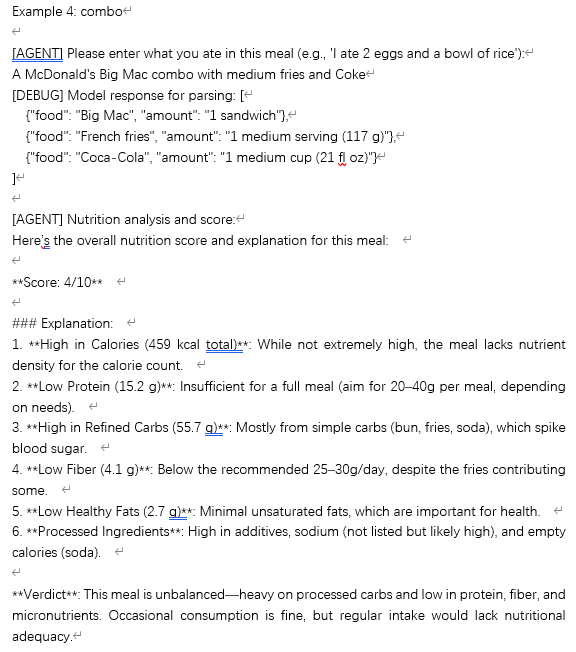 Example 4: combo
[AGENT] Please enter what you ate in this meal (e.g., 'I ate 2 eggs and a bowl of rice'):
A McDonald's Big Mac combo with medium fries and Coke
[DEBUG] Model response for parsing: [
{"food": "Big Mac", "amount": "1 sandwich"},
{"food": "French fries", "amount": "1 medium serving (117 g)"},
{"food": "Coca-Cola", "amount": "1 medium cup (21 fl oz)"}
]
[AGENT] Nutrition analysis and score:
Here's the overall nutrition score and explanation for this meal:
**Score: 4/10**
### Explanation:
1. **High in Calories (459 kcal total)**: While not extremely high, the meal lacks nutrient
density for the calorie count.
2. **Low Protein (15.2 g)**: Insufficient for a full meal (aim for 20–40g per meal, depending
on needs).
3. **High in Refined Carbs (55.7 g)**: Mostly from simple carbs (bun, fries, soda), which spike
blood sugar.
4. **Low Fiber (4.1 g)**: Below the recommended 25–30g/day, despite the fries contributing
some.
5. **Low Healthy Fats (2.7 g)**: Minimal unsaturated fats, which are important for health.
6. **Processed Ingredients**: High in additives, sodium (not listed but likely high), and empty
calories (soda).
**Verdict**: This meal is unbalanced—heavy on processed carbs and low in protein, fiber, and
micronutrients. Occasional consumption is fine, but regular intake would lack nutritional
adequacy.